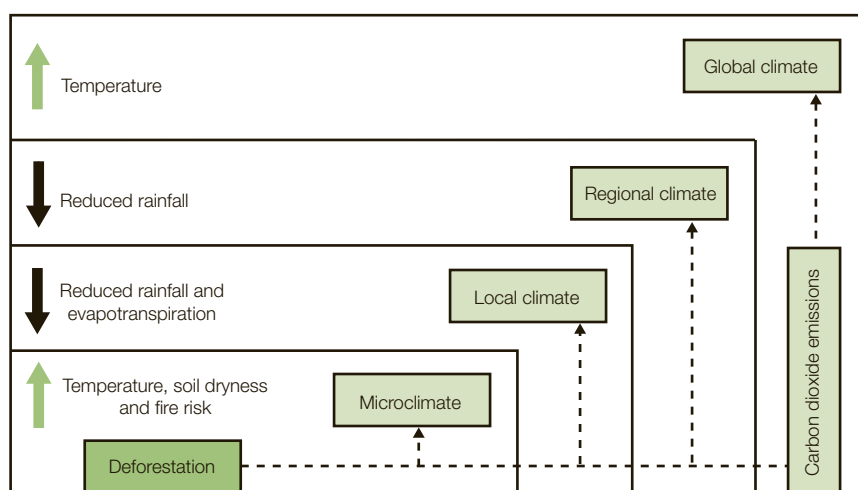 Global climate
Temperature
Regional climate
Reduced rainfall
Local climate
Reduced rainfall and
evapotranspiration
Carbon dioxide emissions
Temperature, soil dryness
and fire risk
Microclimate
Deforestation